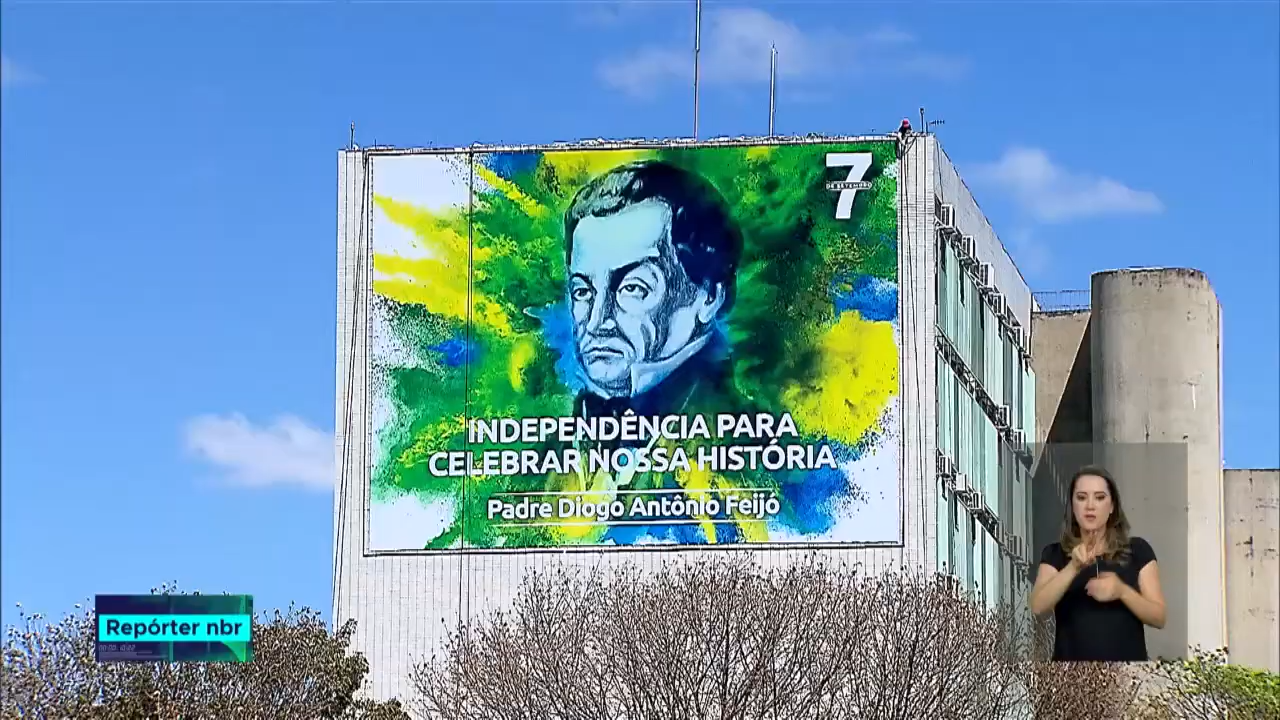 7
DE SETEMBRO
INDEPENDÊNCIA PARA
CELEBRAR NOSSA HISTÓRIA
Padre Diogo Antônio Feijó
Repórter nbr